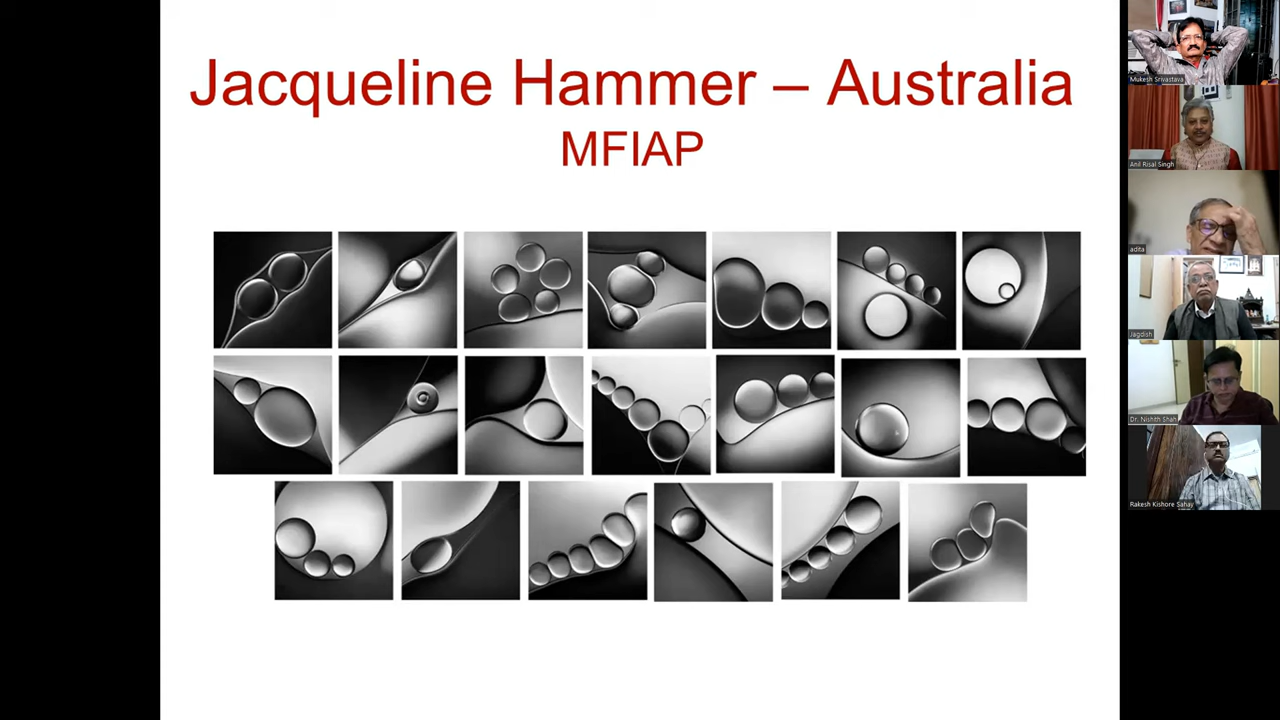 Jacqueline Hammer – Australia
MFIAP
Mukesh Srivastava
Anil Risal Singh
adita
Jagdish
Dr. Nishith Shah
Rakesh Kishore Sahay